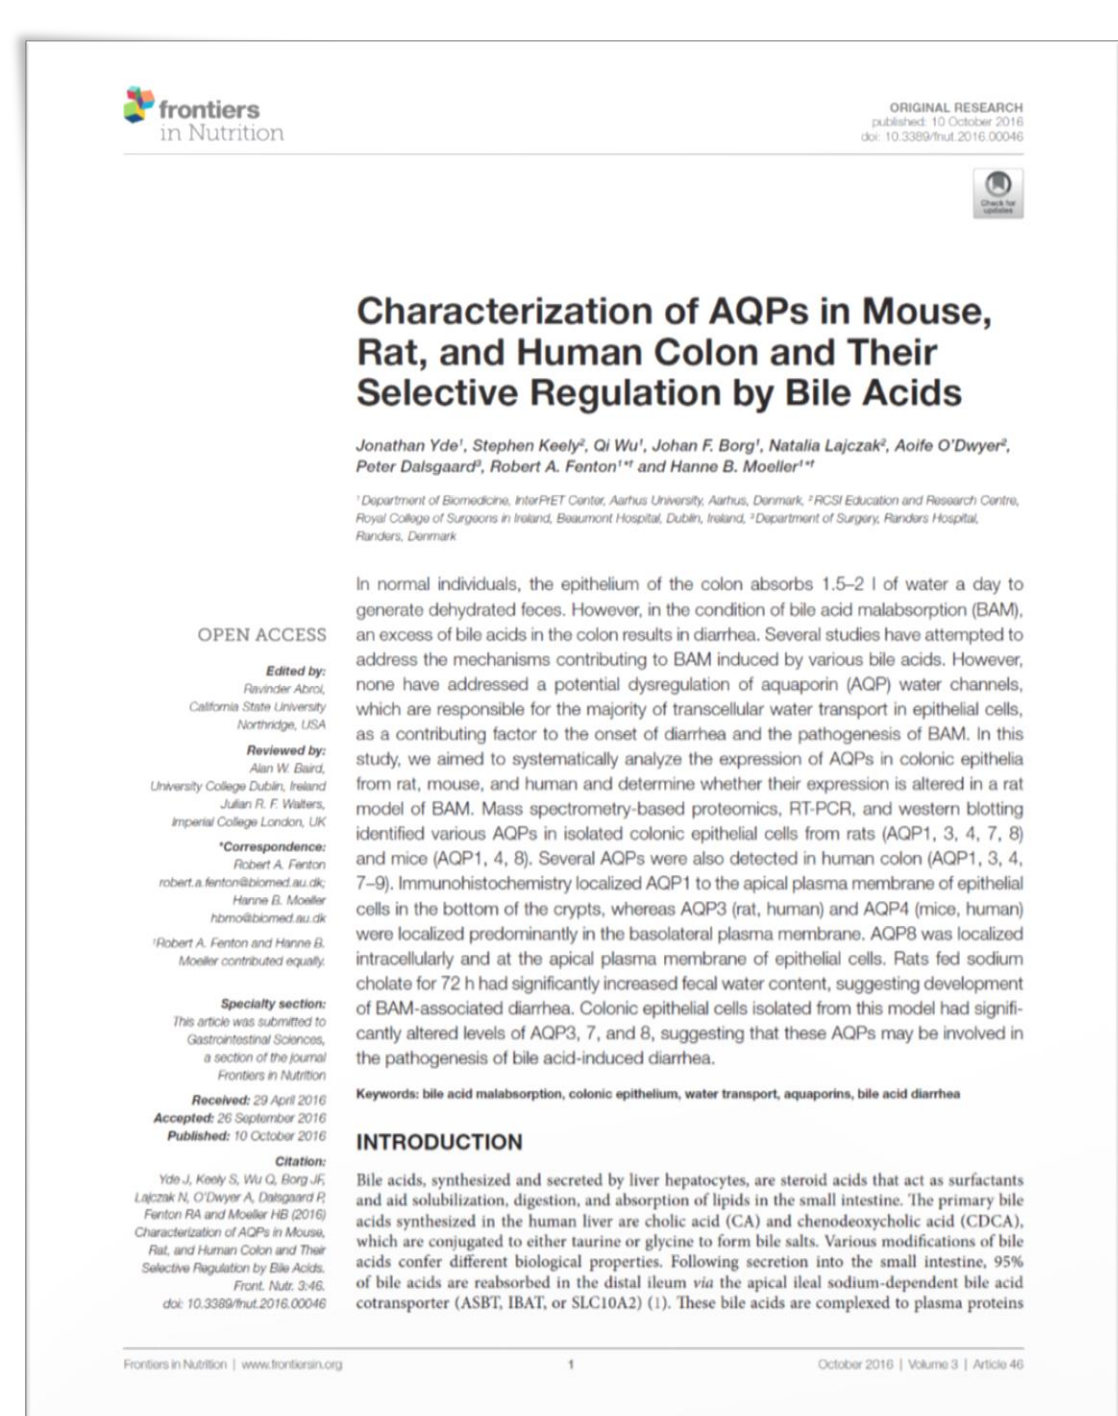 frontiers
in Nutrition
ORIGINAL RESEARCH
published: 10 October 2016
doi: 10.3389/fnut.2016.00046
Check for
updates
Characterization of AQPs in Mouse,
Rat, and Human Colon and Their
Selective Regulation by Bile Acids
Jonathan Yde¹, Stephen Keely², Qi Wu¹, Johan F. Borg¹, Natalia Lajczak², Aoife O'Dwyer²,
Peter Dalsgaard³, Robert A. Fenton¹*† and Hanne B. Moeller¹*†
¹ Department of Biomedicine, InterPrET Center, Aarhus University, Aarhus, Denmark, ² RCSI Education and Research Centre,
Royal College of Surgeons in Ireland, Beaumont Hospital, Dublin, Ireland, ³ Department of Surgery, Randers Hospital,
Randers, Denmark
OPEN ACCESS
Edited by:
Ravinder Abrol,
California State University
Northridge, USA
Reviewed by:
Alan W. Baird,
University College Dublin, Ireland
Julian R. F. Walters,
Imperial College London, UK
*Correspondence:
Robert A. Fenton
robert.a.fenton@biomed.au.dk;
Hanne B. Moeller
hbmo@biomed.au.dk
†Robert A. Fenton and Hanne B.
Moeller contributed equally.
Specialty section:
This article was submitted to
Gastrointestinal Sciences,
a section of the journal
Frontiers in Nutrition
Received: 29 April 2016
Accepted: 26 September 2016
Published: 10 October 2016
Citation:
Yde J, Keely S, Wu Q, Borg JF,
Lajczak N, O'Dwyer A, Dalsgaard P,
Fenton RA and Moeller HB (2016)
Characterization of AQPs in Mouse,
Rat, and Human Colon and Their
Selective Regulation by Bile Acids.
Front. Nutr. 3:46.
doi: 10.3389/fnut.2016.00046
In normal individuals, the epithelium of the colon absorbs 1.5–2 l of water a day to
generate dehydrated feces. However, in the condition of bile acid malabsorption (BAM),
an excess of bile acids in the colon results in diarrhea. Several studies have attempted to
address the mechanisms contributing to BAM induced by various bile acids. However,
none have addressed a potential dysregulation of aquaporin (AQP) water channels,
which are responsible for the majority of transcellular water transport in epithelial cells,
as a contributing factor to the onset of diarrhea and the pathogenesis of BAM. In this
study, we aimed to systematically analyze the expression of AQPs in colonic epithelia
from rat, mouse, and human and determine whether their expression is altered in a rat
model of BAM. Mass spectrometry-based proteomics, RT-PCR, and western blotting
identified various AQPs in isolated colonic epithelial cells from rats (AQP1, 3, 4, 7, 8)
and mice (AQP1, 4, 8). Several AQPs were also detected in human colon (AQP1, 3, 4,
7–9). Immunohistochemistry localized AQP1 to the apical plasma membrane of epithelial
cells in the bottom of the crypts, whereas AQP3 (rat, human) and AQP4 (mice, human)
were localized predominantly in the basolateral plasma membrane. AQP8 was localized
intracellularly and at the apical plasma membrane of epithelial cells. Rats fed sodium
cholate for 72 h had significantly increased fecal water content, suggesting development
of BAM-associated diarrhea. Colonic epithelial cells isolated from this model had signifi-
cantly altered levels of AQP3, 7, and 8, suggesting that these AQPs may be involved in
the pathogenesis of bile acid-induced diarrhea.
Keywords: bile acid malabsorption, colonic epithelium, water transport, aquaporins, bile acid diarrhea
INTRODUCTION
Bile acids, synthesized and secreted by liver hepatocytes, are steroid acids that act as surfactants
and aid solubilization, digestion, and absorption of lipids in the small intestine. The primary bile
acids synthesized in the human liver are cholic acid (CA) and chenodeoxycholic acid (CDCA),
which are conjugated to either taurine or glycine to form bile salts. Various modifications of bile
acids confer different biological properties. Following secretion into the small intestine, 95%
of bile acids are reabsorbed in the distal ileum via the apical ileal sodium-dependent bile acid
cotransporter (ASBT, IBAT, or SLC10A2) (1). These bile acids are complexed to plasma proteins
Frontiers in Nutrition | www.frontiersin.org
1
October 2016 | Volume 3 | Article 46